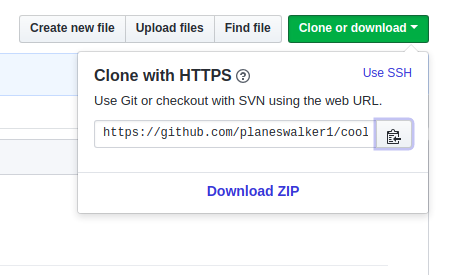 Create new file Upload files Find file Clone or download
Clone with HTTPS ? Use SSH
Use Git or checkout with SVN using the web URL.
https://github.com/planeswalker1/cool
Download ZIP